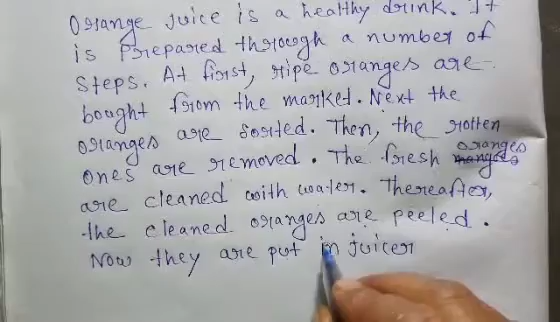 Orange juice is a healthy drink. It
is prepared through a number of
steps. At first, ripe oranges are
bought from the market. Next the
oranges are sorted. Then, the rotten
ones are removed. The fresh oranges
are cleaned with water. Thereafter,
the cleaned oranges are peeled.
Now they are put in juicer